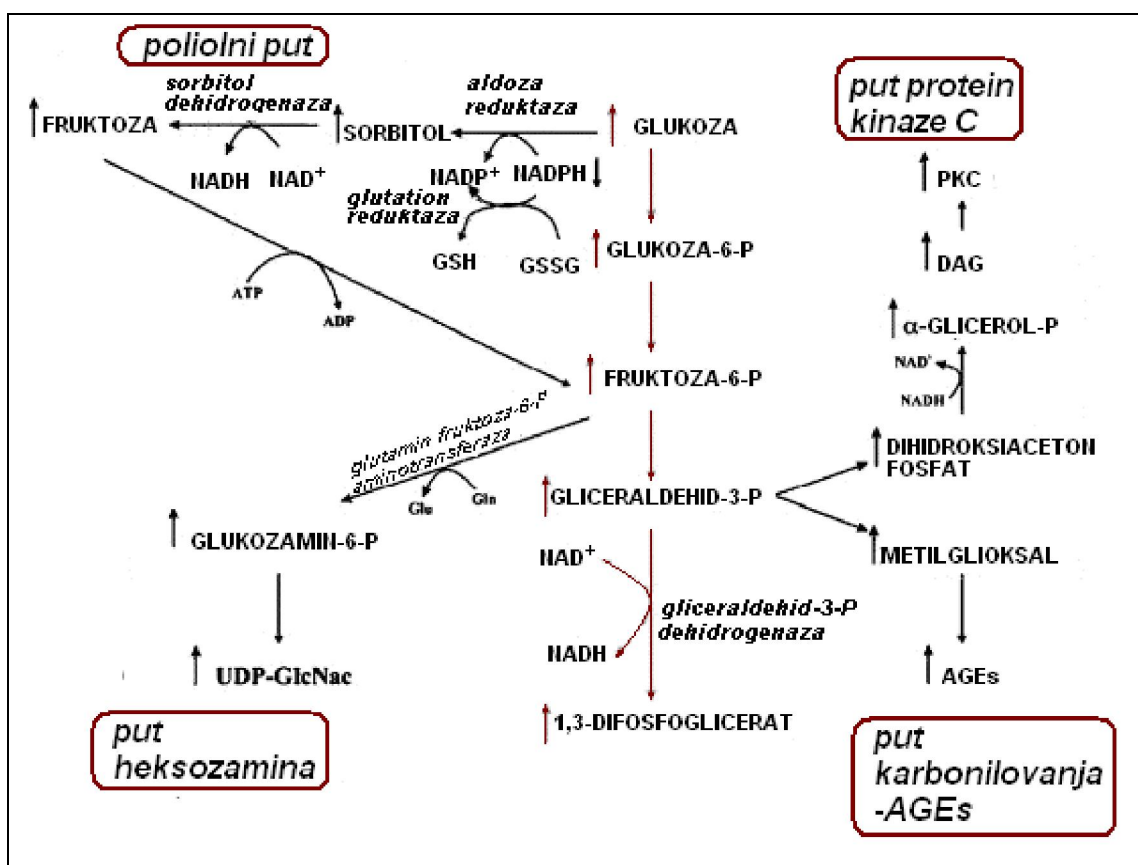 poliolni put
sorbitol
dehidrogenaza
aldoza
reduktaza
put protein
kinaze C
FRUKTOZA
SORBITOL
GLUKOZA
NADH
NAD+
NADP+
NADPH
PKC
glutation
reduktaza
GSH
GSSG
GLUKOZA-6-P
DAG
ATP
ADP
α-GLICEROL-P
NAD+
NADH
FRUKTOZA-6-P
glutamin fruktoza-6-P
aminotransferaza
Glu
Gln
DIHIDROKSIACETON
FOSFAT
GLICERALDEHID-3-P
GLUKOZAMIN-6-P
NAD+
METILGLIOKSAL
gliceraldehid-3-P
dehidrogenaza
NADH
UDP-GlcNac
AGEs
1,3-DIFOSFOGLICERAT
put
heksozamina
put
karbonilovanja
-AGEs